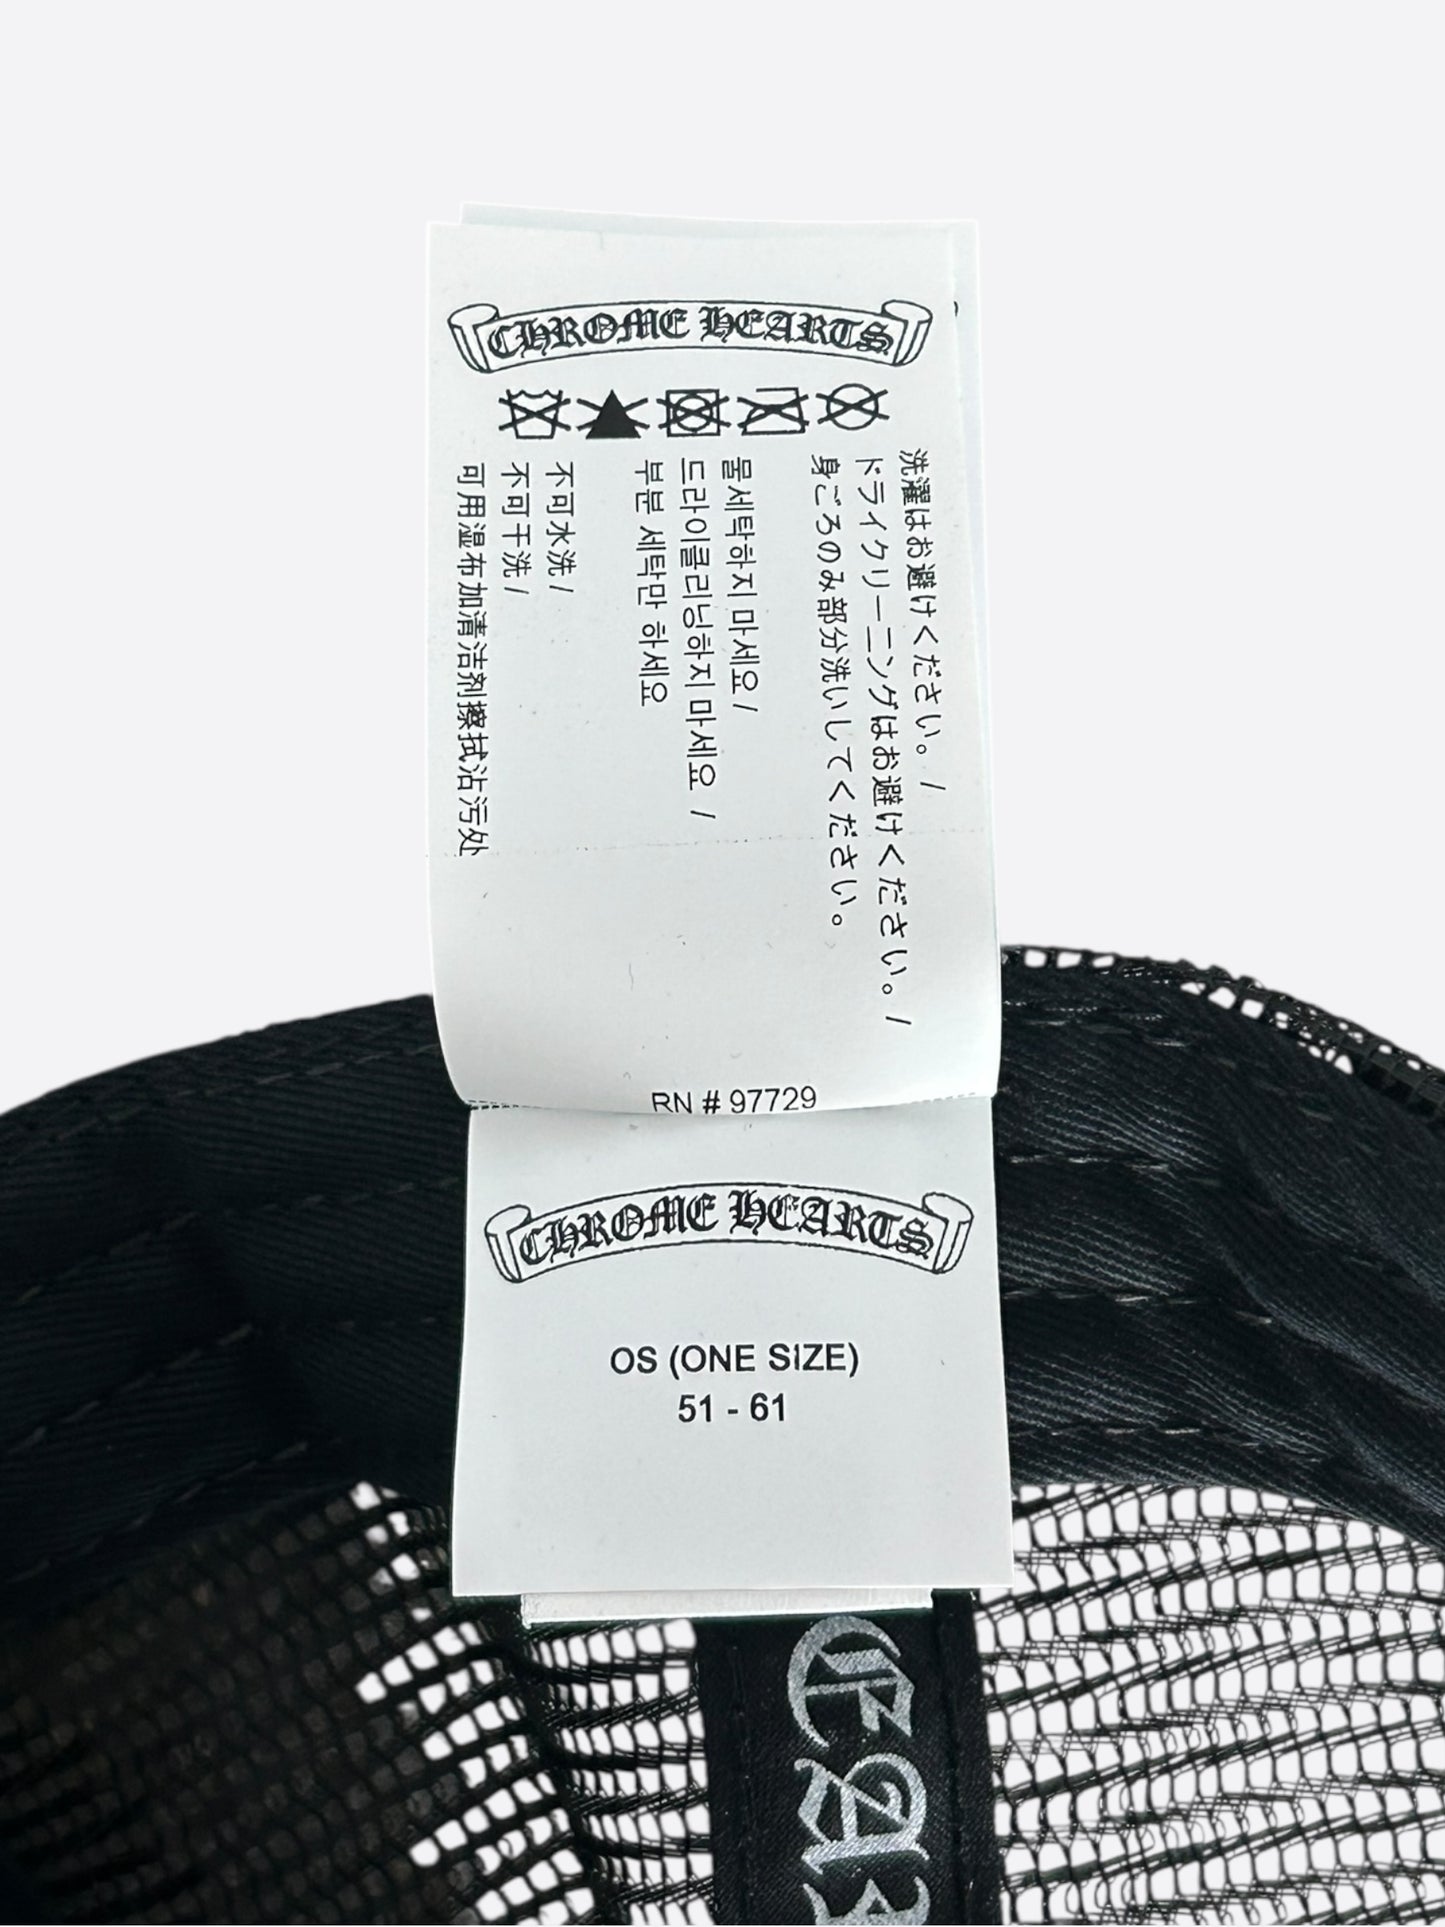 CHROME HEARTS
洗濯はお避けください。/
ドライクリーニングはお避けください。/
身ごろのみ部分洗いしてください。
물세탁하지 마세요 /
드라이클리닝하지 마세요 /
부분 세탁만 하세요
不可水洗 /
不可干洗 /
可用湿布加清洁剂擦拭沾污处
RN # 97729
CHROME HEARTS
OS (ONE SIZE)
51 - 61